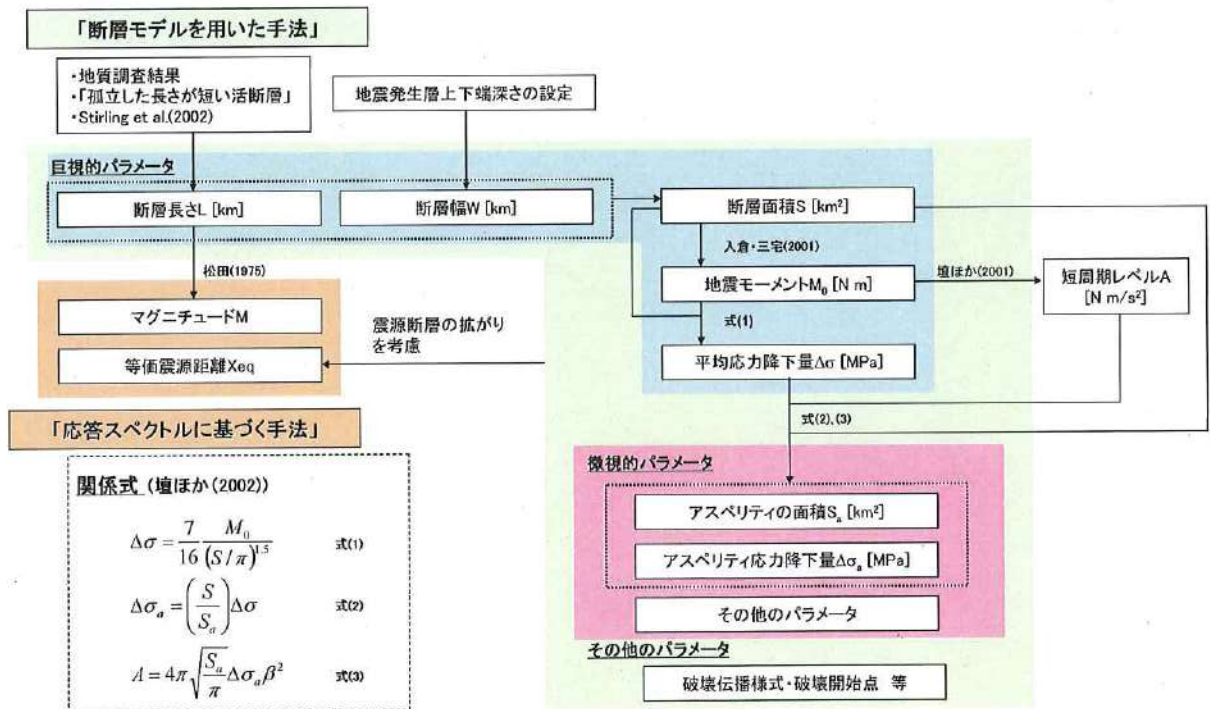 「断層モデルを用いた手法」
・地質調査結果
・「孤立した長さが短い活断層」
・Stirling et al.(2002)
地震発生層上下端深さの設定
巨視的パラメータ
断層長さL [km]
断層幅W [km]
断層面積S [km²]
入倉・三宅(2001)
松田(1975)
地震モーメントM₀ [N m]
壇ほか(2001)
短周期レベルA
[N m/s²]
式(1)
マグニチュードM
震源断層の拡がり
を考慮
等価震源距離Xeq
平均応力降下量Δσ [MPa]
「応答スペクトルに基づく手法」
式(2)、(3)
関係式 (壇ほか(2002))
Δσ = 7/16 M₀/(S/π)^1.5 式(1)
Δσₐ = (S/Sₐ)Δσ 式(2)
A = 4π√(Sₐ/π) Δσₐβ² 式(3)
微視的パラメータ
アスペリティの面積Sₐ [km²]
アスペリティ応力降下量Δσₐ [MPa]
その他のパラメータ
その他のパラメータ
破壊伝播様式・破壊開始点 等